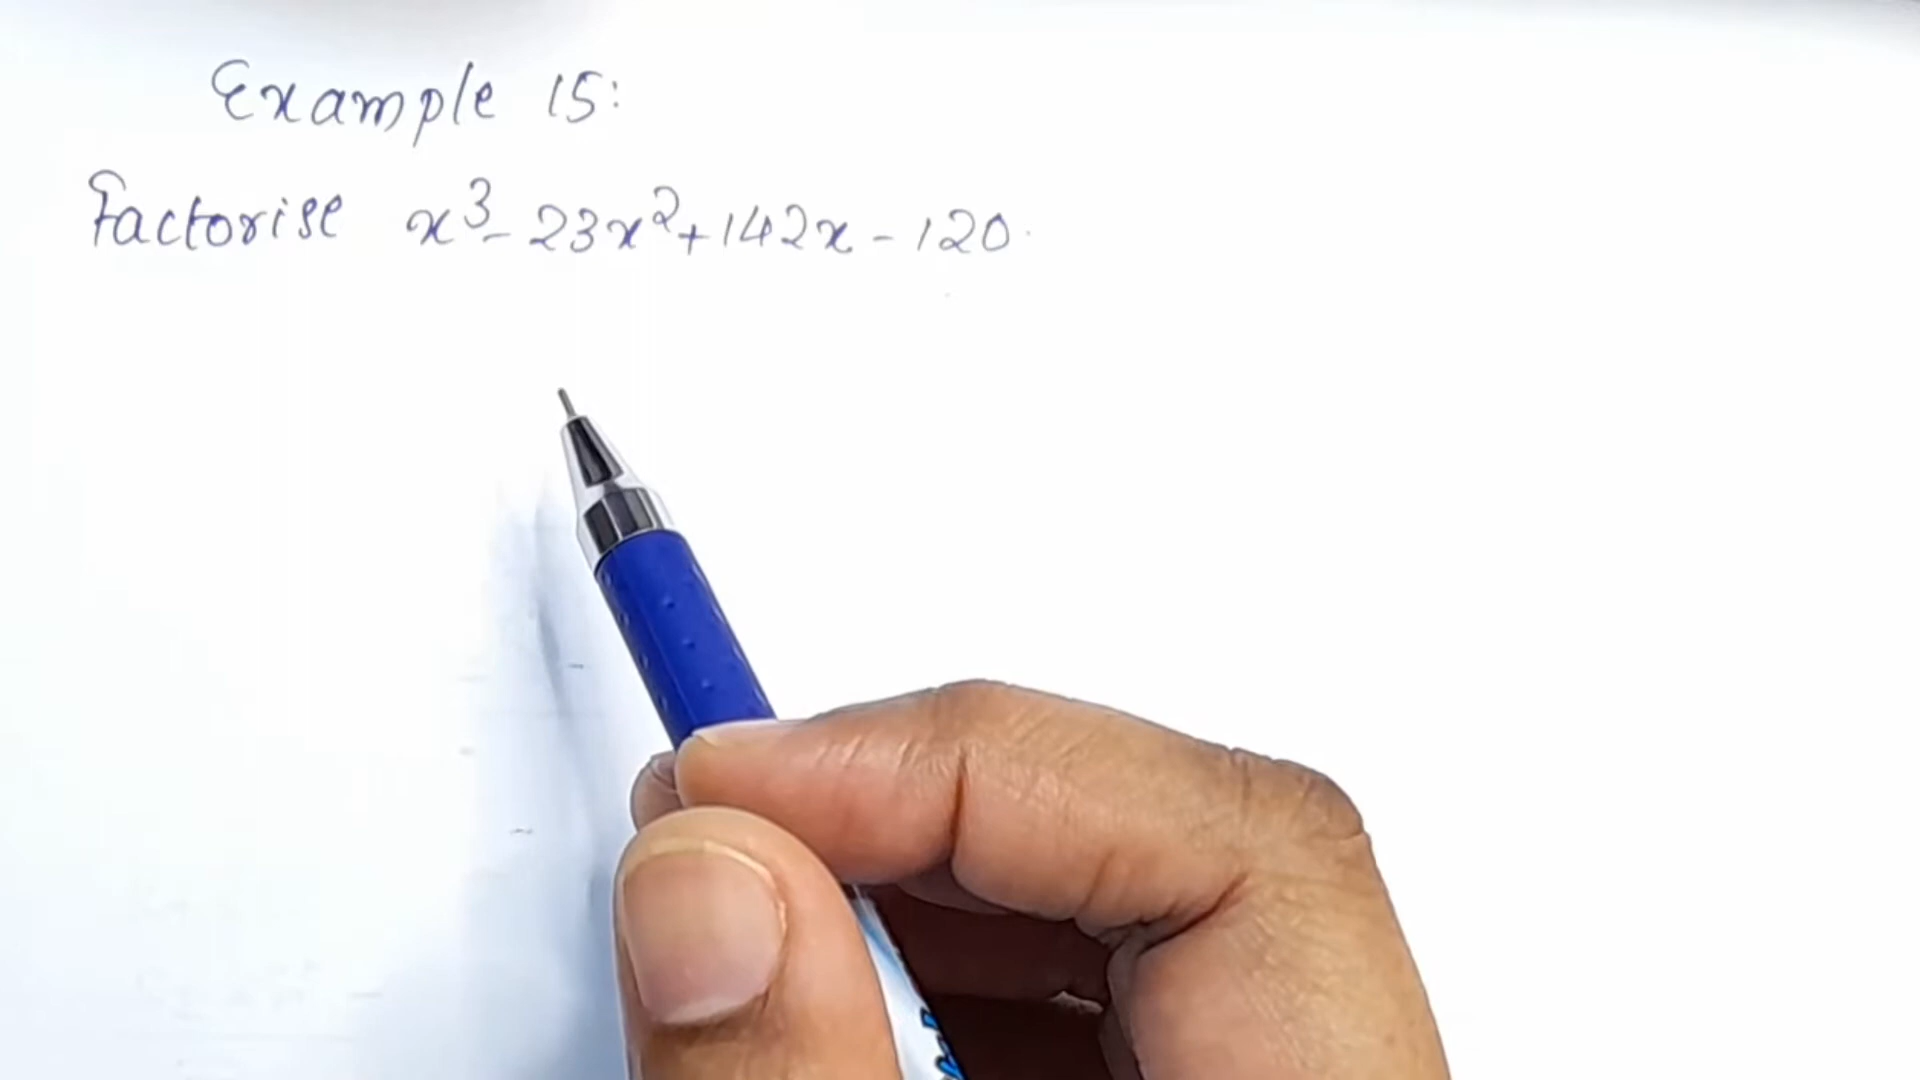 Example 15:
Factorise x³ - 23x² + 142x - 120.